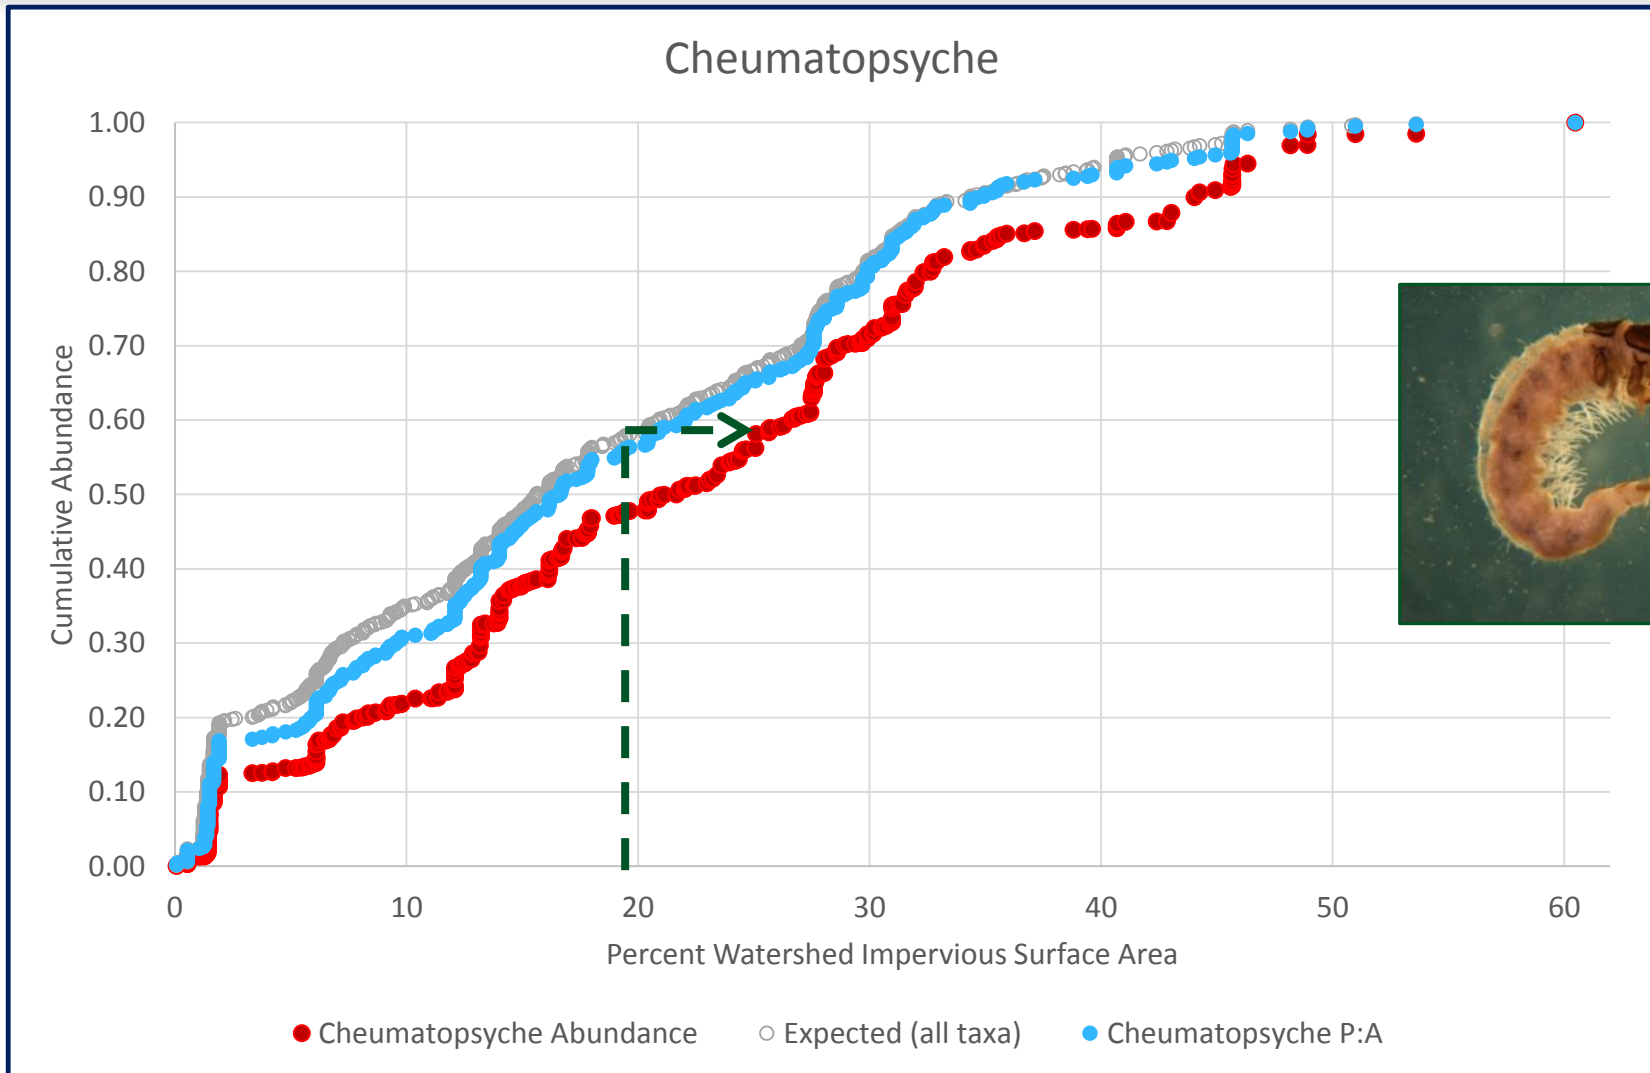 Cheumatopsyche
1.00
0.90
0.80
0.70
0.60
0.50
0.40
0.30
0.20
0.10
0.00
Cumulative Abundance
0 10 20 30 40 50 60
Percent Watershed Impervious Surface Area
Cheumatopsyche Abundance Expected (all taxa) Cheumatopsyche P:A